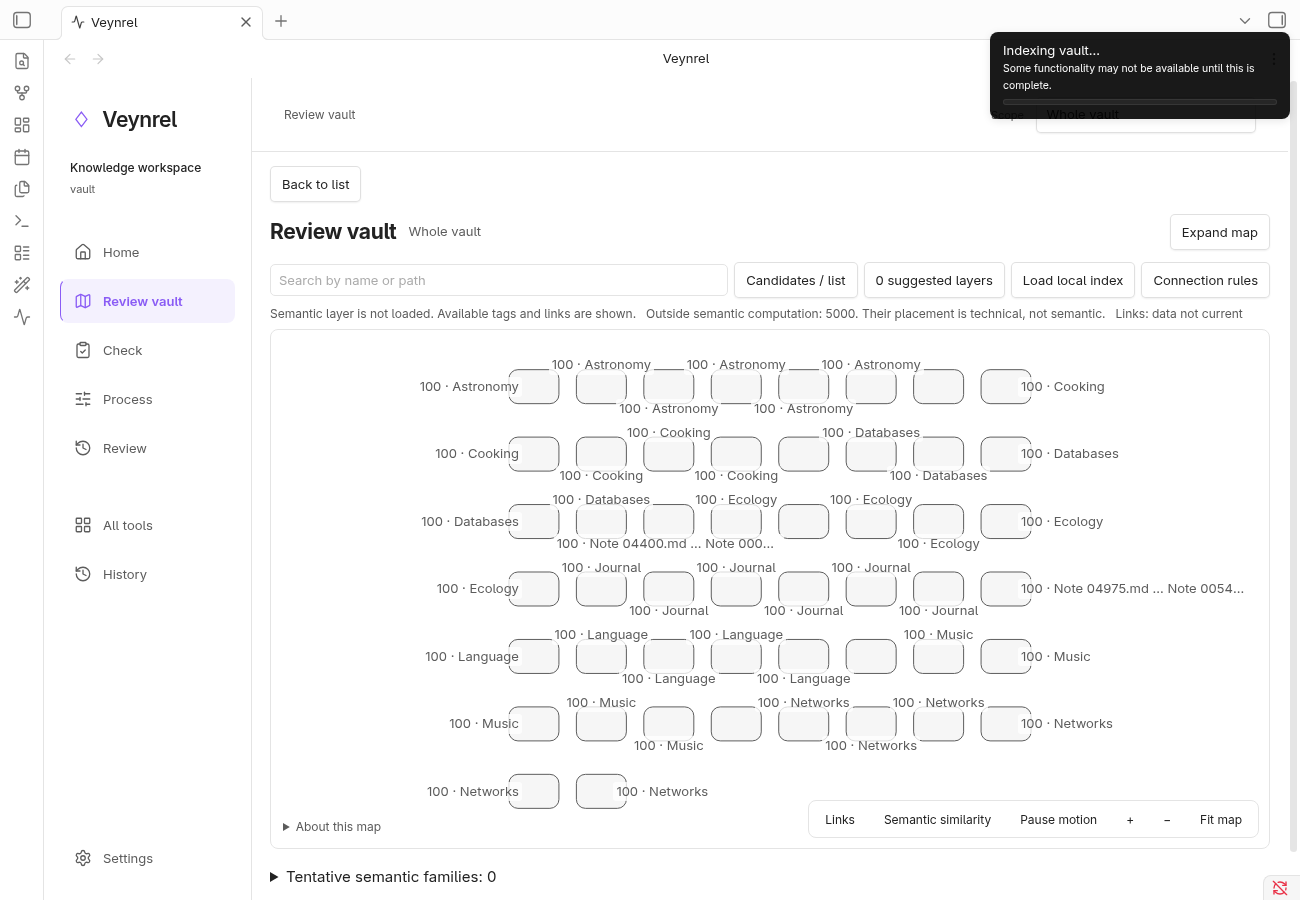 Veynrel
Veynrel
Indexing vault...
Some functionality may not be available until this is
complete.
Veynrel
Knowledge workspace
vault
Home
Review vault
Check
Process
Review
All tools
History
Settings
Review vault
Scope
Whole vault
Back to list
Review vault Whole vault
Expand map
Search by name or path
Candidates / list
0 suggested layers
Load local index
Connection rules
Semantic layer is not loaded. Available tags and links are shown. Outside semantic computation: 5000. Their placement is technical, not semantic. Links: data not current
100 · Astronomy 100 · Astronomy 100 · Astronomy
100 · Astronomy 100 · Cooking
100 · Astronomy 100 · Astronomy
100 · Cooking 100 · Databases
100 · Cooking 100 · Databases
100 · Cooking 100 · Cooking 100 · Databases
100 · Databases 100 · Ecology 100 · Ecology
100 · Databases 100 · Ecology
100 · Note 04400.md ... Note 000... 100 · Ecology
100 · Journal 100 · Journal 100 · Journal
100 · Ecology 100 · Note 04975.md ... Note 0054...
100 · Journal 100 · Journal 100 · Journal
100 · Language 100 · Language 100 · Music
100 · Language 100 · Music
100 · Language 100 · Language
100 · Music 100 · Networks 100 · Networks
100 · Music 100 · Networks
100 · Music 100 · Networks
100 · Networks 100 · Networks
About this map
Links Semantic similarity Pause motion + − Fit map
Tentative semantic families: 0